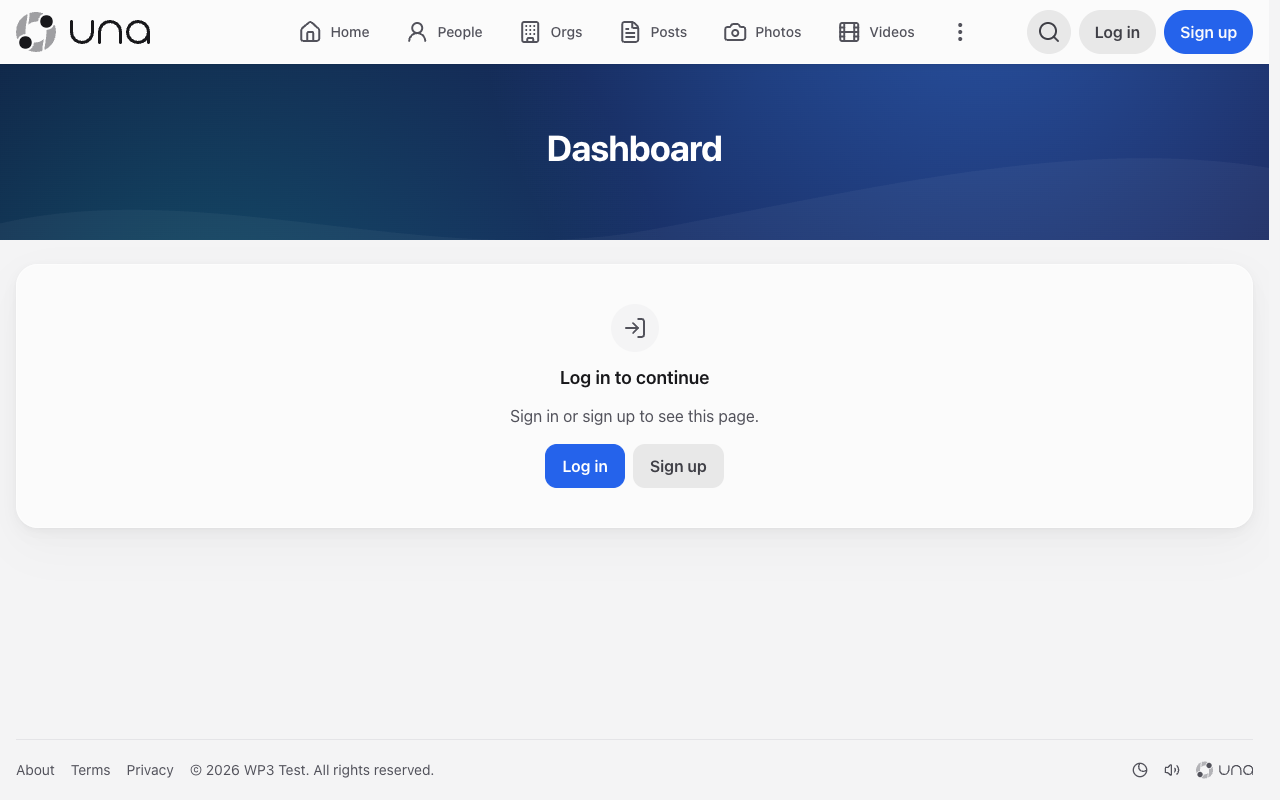 una
Home
People
Orgs
Posts
Photos
Videos
Log in
Sign up
Dashboard
Log in to continue
Sign in or sign up to see this page.
Log in
Sign up
About
Terms
Privacy
© 2026 WP3 Test. All rights reserved.
una